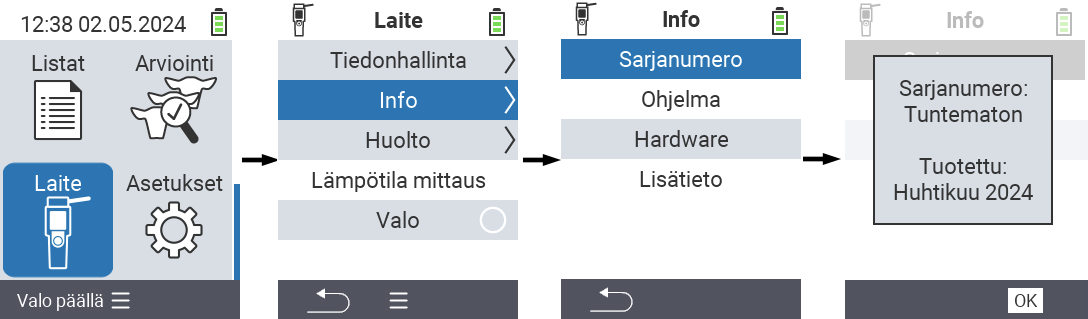 12:38 02.05.2024
Listat
Arviointi
Laite
Asetukset
Valo päällä
Laite
Tiedonhallinta
Info
Huolto
Lämpötila mittaus
Valo
Info
Sarjanumero
Ohjelma
Hardware
Lisätieto
Info
Sarjanumero:
Tuntematon
Tuotettu:
Huhtikuu 2024
OK